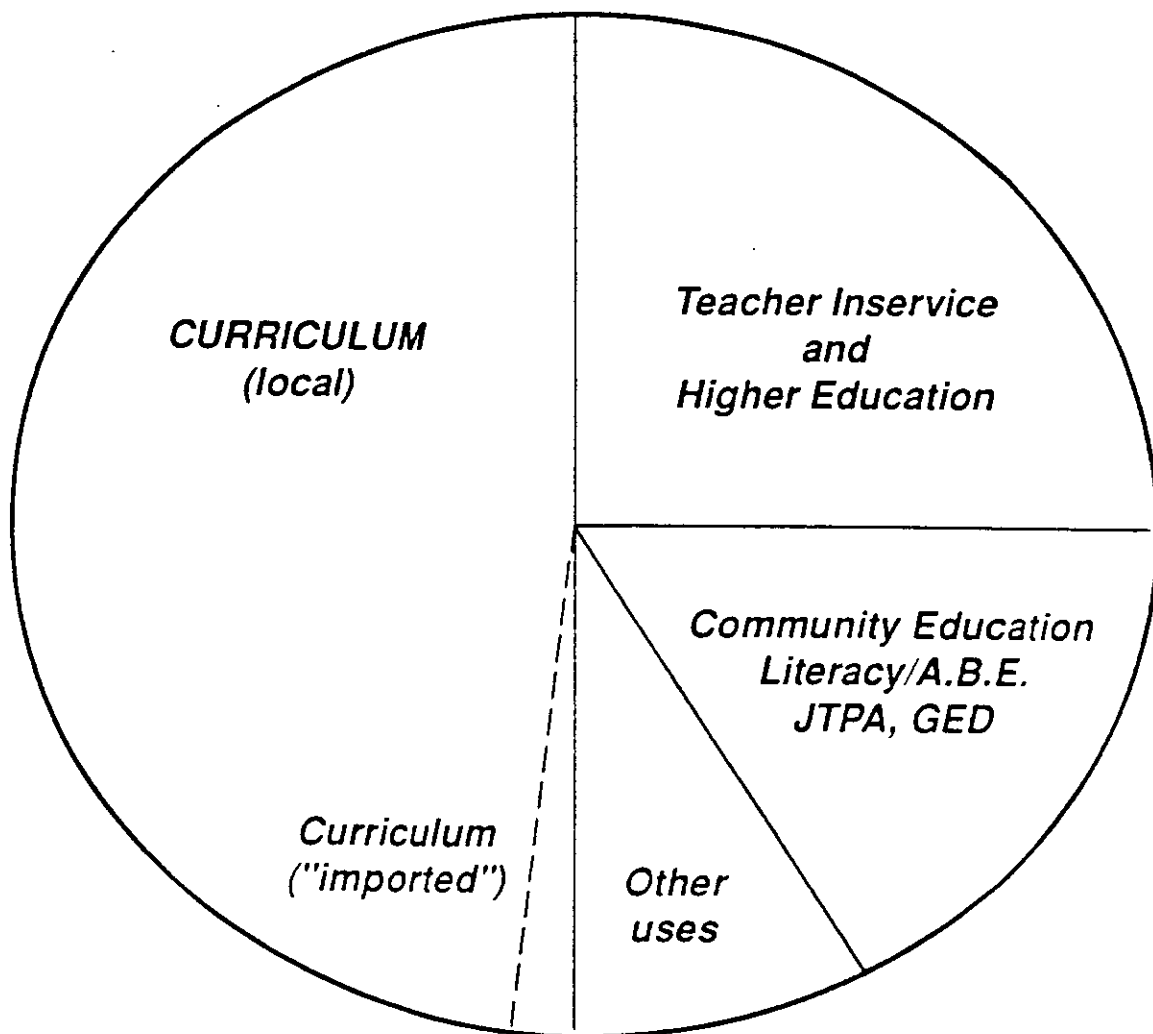 CURRICULUM
(local)
Teacher Inservice
and
Higher Education
Community Education
Literacy/A.B.E.
JTPA, GED
Curriculum
("imported")
Other
uses